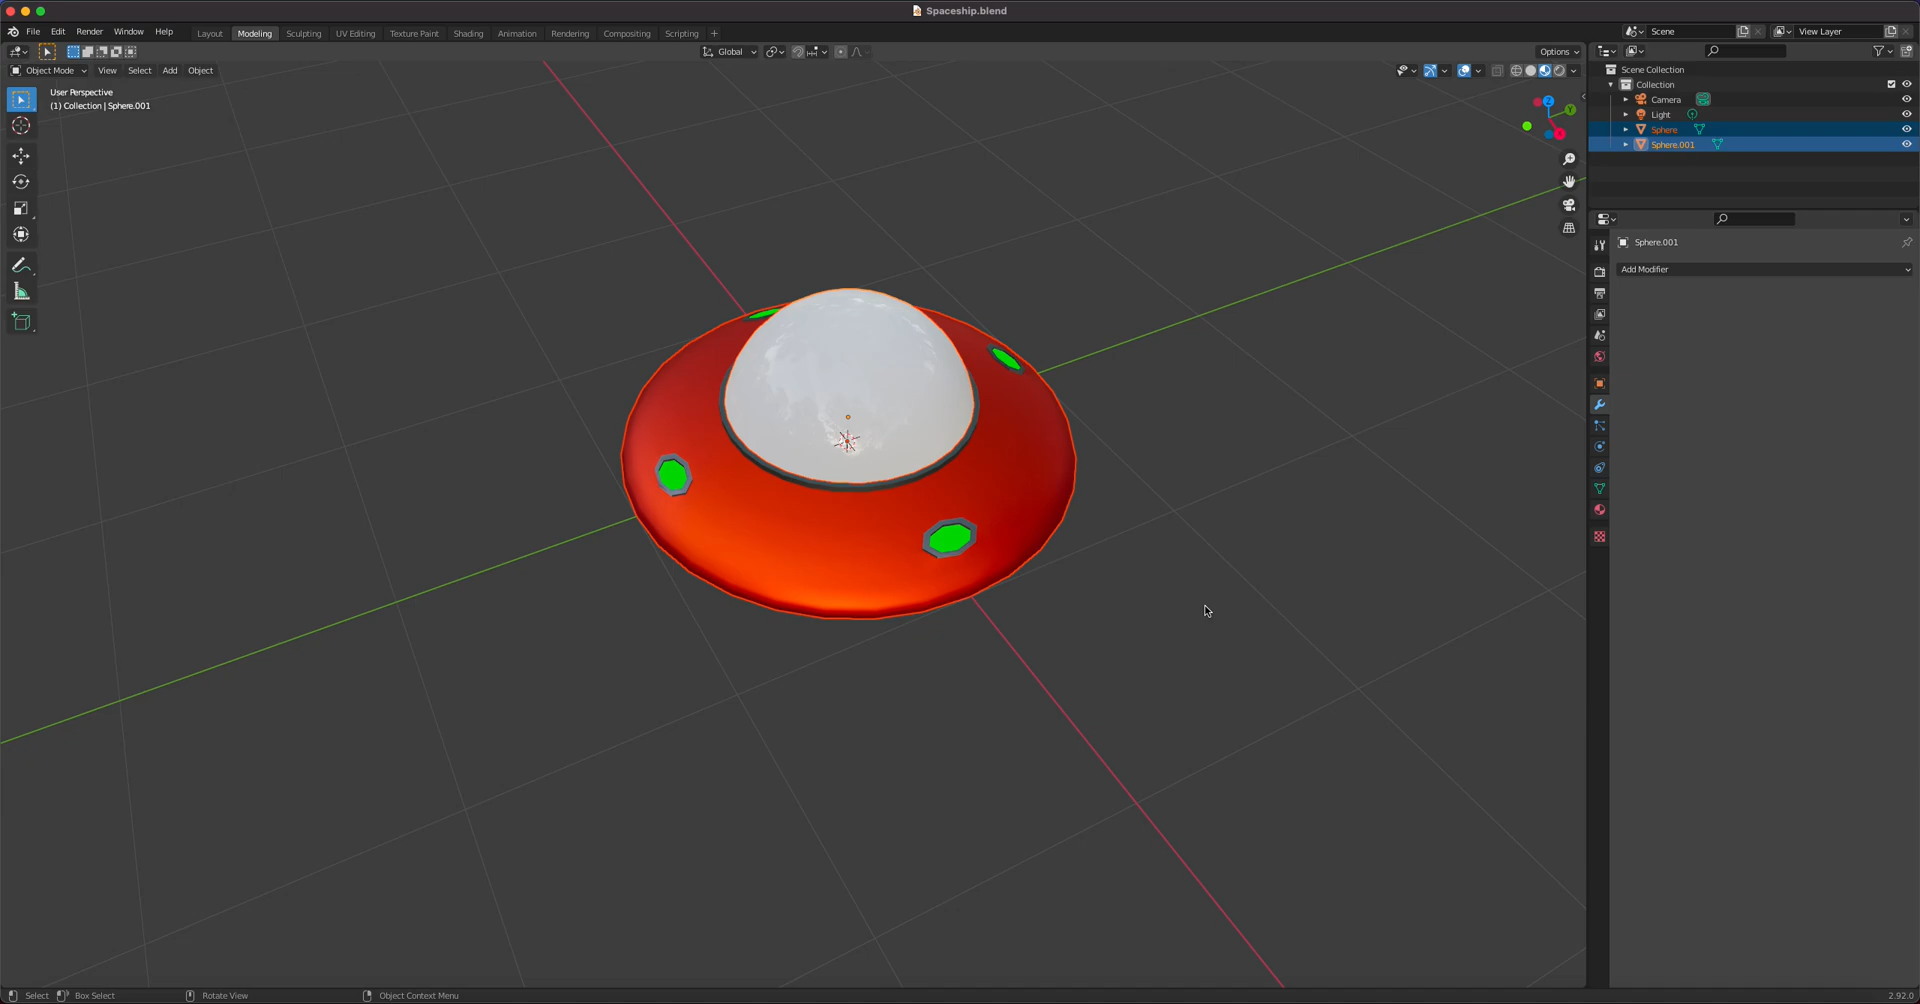 Spaceship.blend
File Edit Render Window Help Layout Modeling Sculpting UV Editing Texture Paint Shading Animation Rendering Compositing Scripting + Scene View Layer
Global Options
Object Mode View Select Add Object
User Perspective
(1) Collection | Sphere.001
Z
Y
X
Scene Collection
Collection
Camera
Light
Sphere
Sphere.001
Sphere.001
Add Modifier
Select Box Select Rotate View Object Context Menu 2.92.0